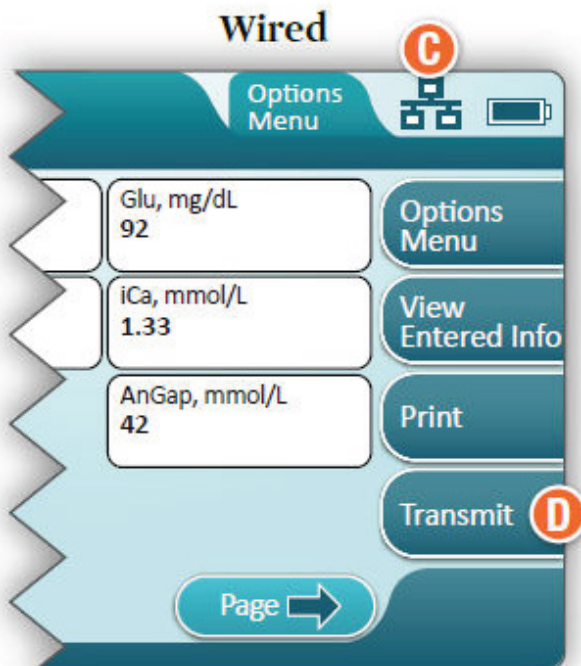 Wired
C
Options
Menu
Glu, mg/dL
92
Options
Menu
iCa, mmol/L
1.33
View
Entered Info
AnGap, mmol/L
42
Print
Transmit
D
Page